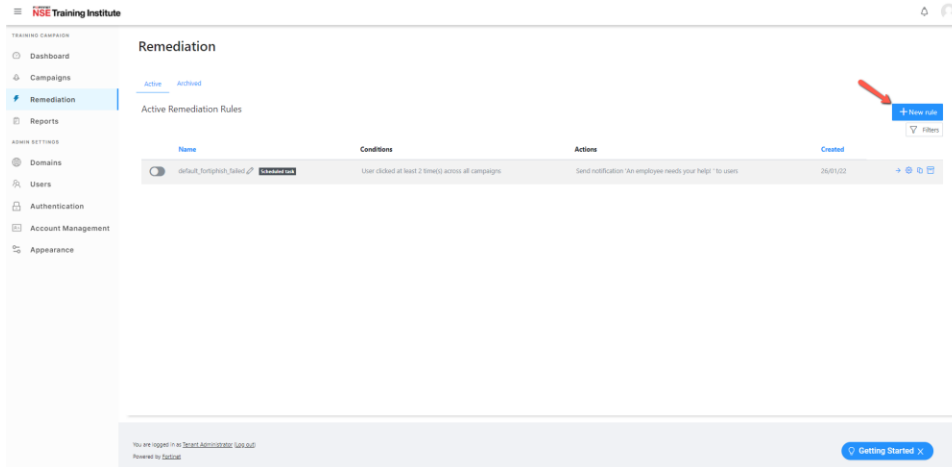 FORTINET
NSE Training Institute
TRAINING CAMPAIGN
Dashboard
Campaigns
Remediation
Reports
ADMIN SETTINGS
Domains
Users
Authentication
Account Management
Appearance
Remediation
Active Archived
Active Remediation Rules
+ New rule
Filters
Name Conditions Actions Created
default_fortiphish_failed Scheduled task User clicked at least 2 time(s) across all campaigns Send notification 'An employee needs your help! ' to users 26/01/22
You are logged in as Tenant Administrator (Log out)
Powered by Fortinet
Getting Started X